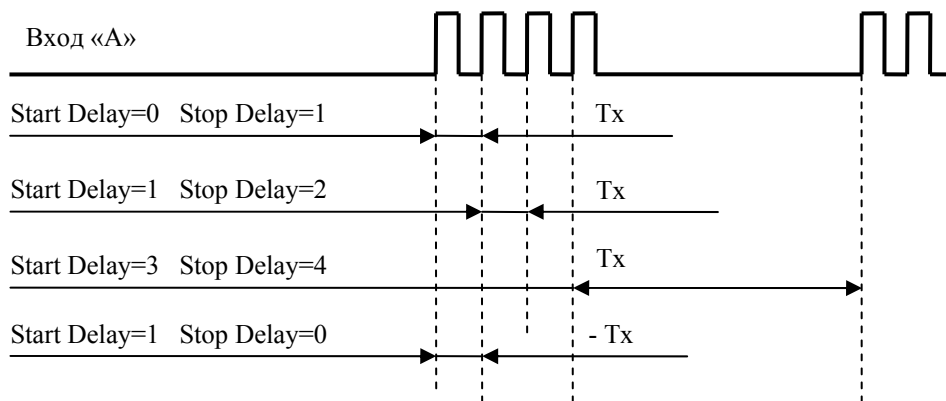 Вход «А»
Start Delay=0 Stop Delay=1 Tx
Start Delay=1 Stop Delay=2 Tx
Start Delay=3 Stop Delay=4 Tx
Start Delay=1 Stop Delay=0 - Tx